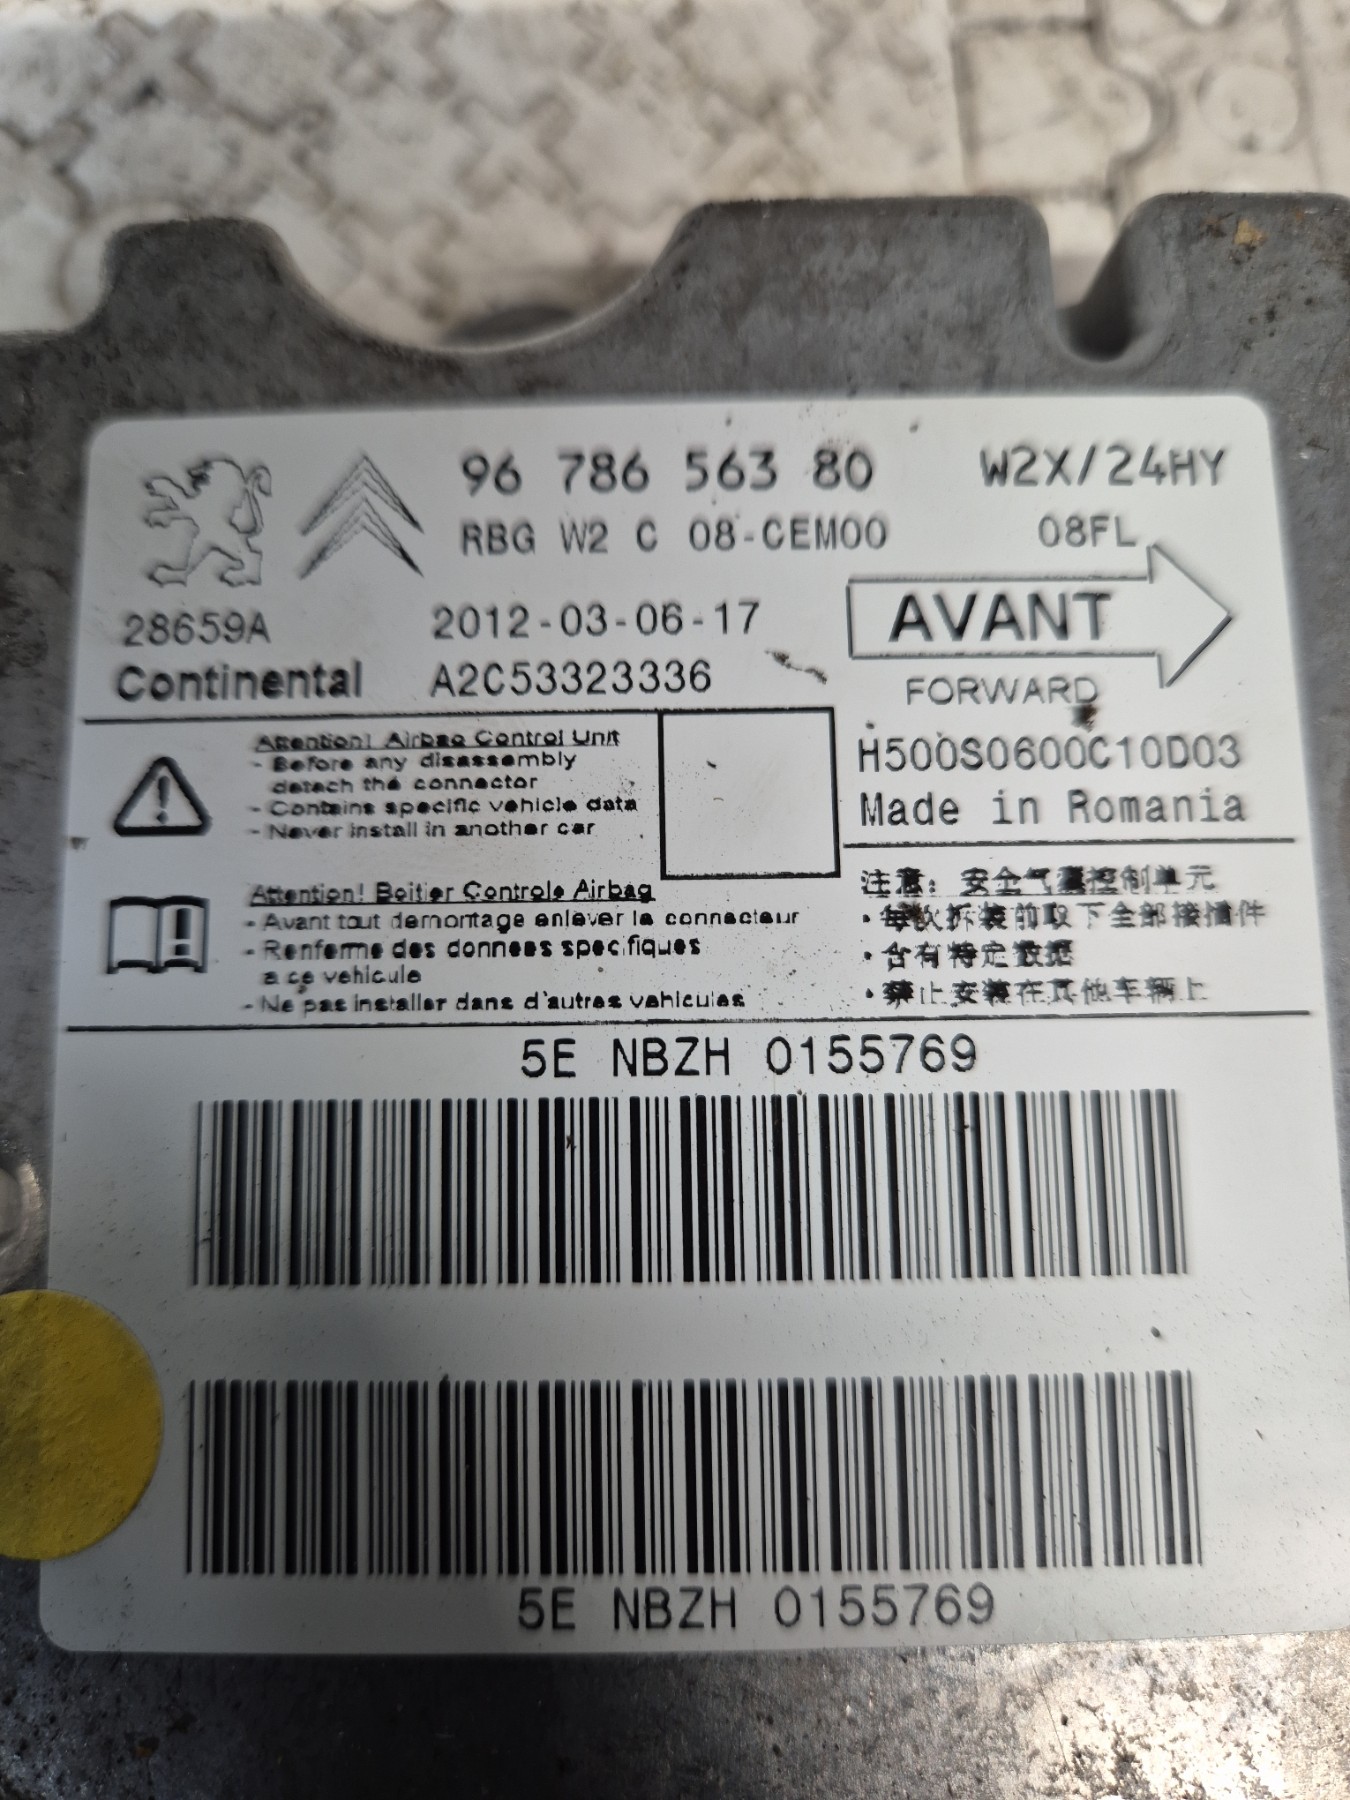 96 786 563 80 W2X/24HY
RBG W2 C 08-CEM00 08FL
28659A 2012-03-06-17 AVANT
Continental A2C53323336 FORWARD
Attention! Airbag Control Unit
- Before any disassembly
detach the connector
- Contains specific vehicle data
- Never install in another car
H500S0600C10D03
Made in Romania
Attention! Boitier Controle Airbag
- Avant tout demontage enlever le connecteur
- Renferme des donnees specifiques
a ce vehicule
- Ne pas installer dans d'autres vehicules
注意: 安全气囊控制单元
·每次拆装前取下全部接插件
·含有特定数据
·禁止安装在其他车辆上
5E NBZH 0155769
5E NBZH 0155769